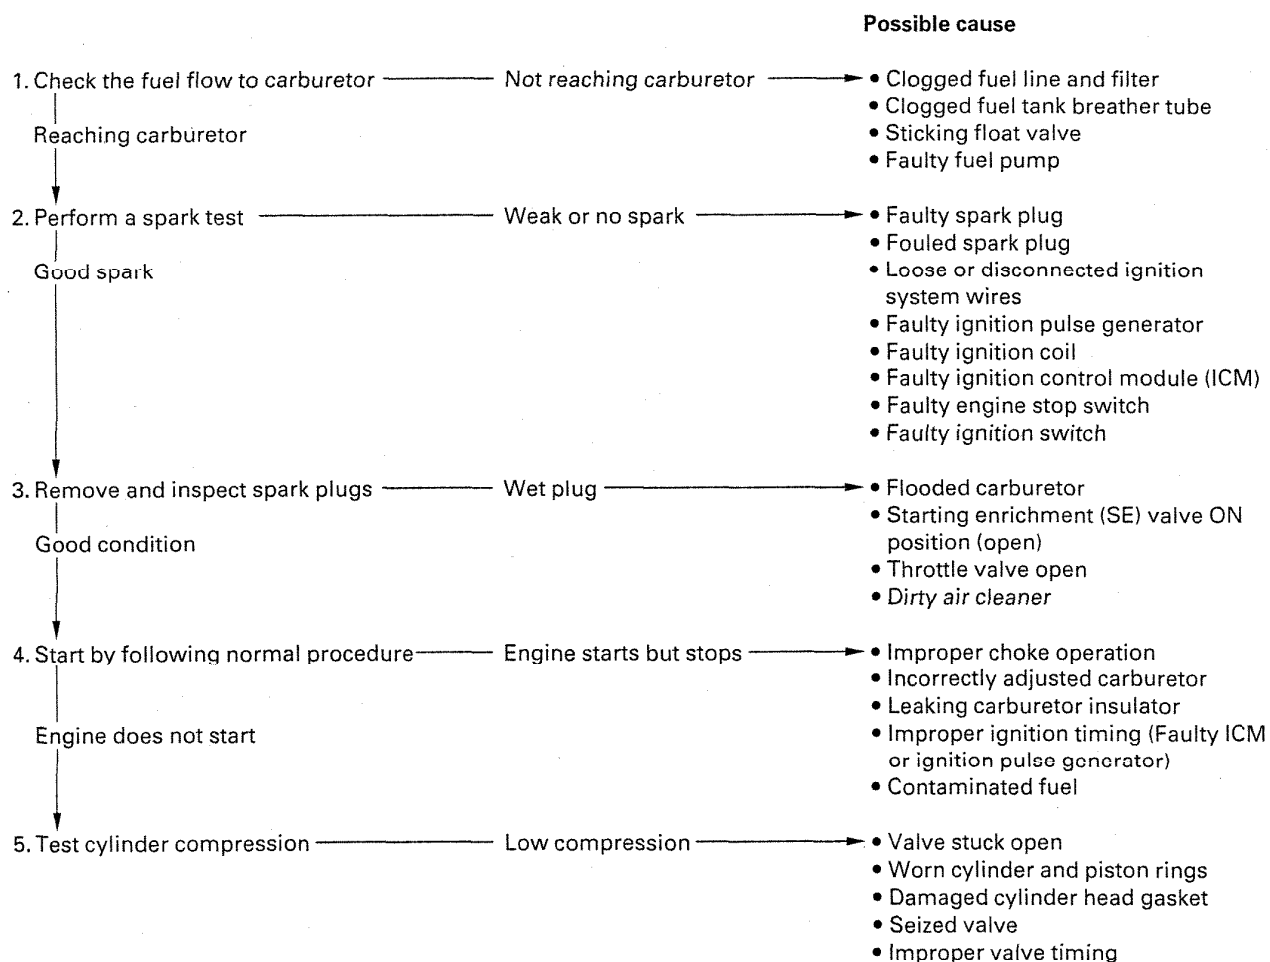 Possible cause
1. Check the fuel flow to carburetor
Not reaching carburetor
• Clogged fuel line and filter
• Clogged fuel tank breather tube
• Sticking float valve
• Faulty fuel pump
Reaching carburetor
2. Perform a spark test
Weak or no spark
• Faulty spark plug
• Fouled spark plug
• Loose or disconnected ignition
system wires
• Faulty ignition pulse generator
• Faulty ignition coil
• Faulty ignition control module (ICM)
• Faulty engine stop switch
• Faulty ignition switch
Good spark
3. Remove and inspect spark plugs
Wet plug
• Flooded carburetor
• Starting enrichment (SE) valve ON
position (open)
• Throttle valve open
• Dirty air cleaner
Good condition
4. Start by following normal procedure
Engine starts but stops
• Improper choke operation
• Incorrectly adjusted carburetor
• Leaking carburetor insulator
• Improper ignition timing (Faulty ICM
or ignition pulse generator)
• Contaminated fuel
Engine does not start
5. Test cylinder compression
Low compression
• Valve stuck open
• Worn cylinder and piston rings
• Damaged cylinder head gasket
• Seized valve
• Improper valve timing